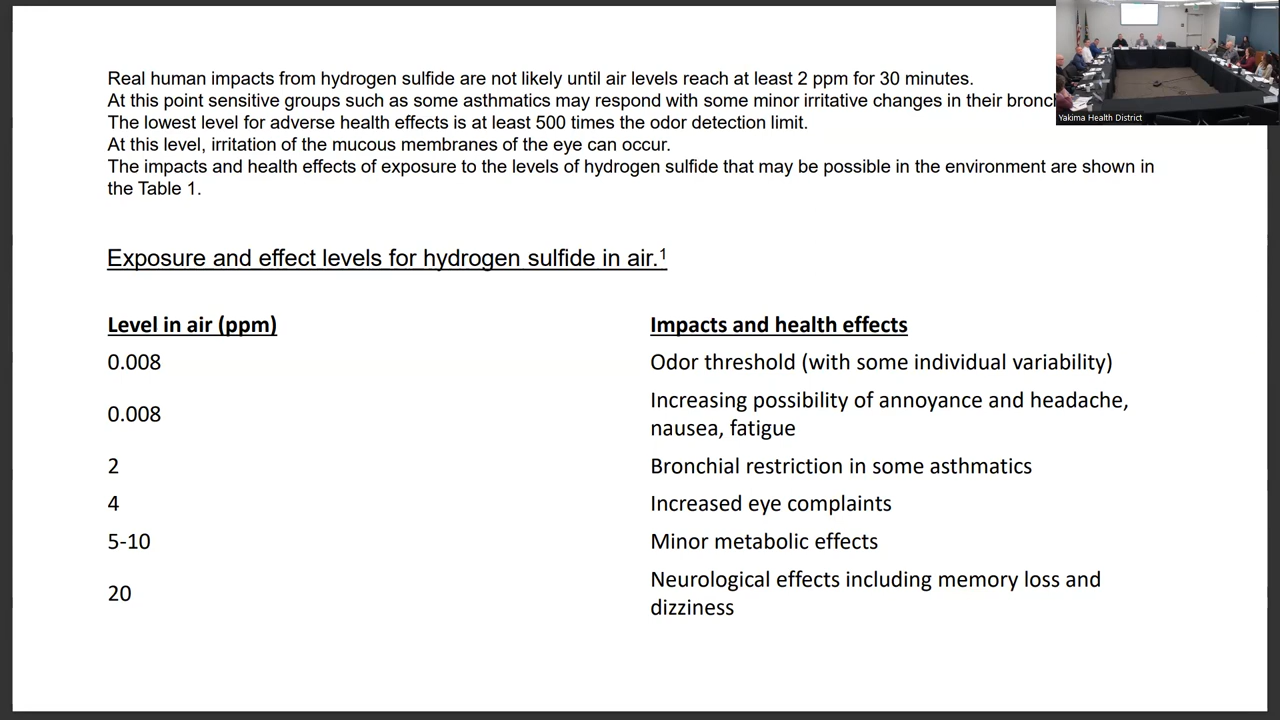 Real human impacts from hydrogen sulfide are not likely until air levels reach at least 2 ppm for 30 minutes.
At this point sensitive groups such as some asthmatics may respond with some minor irritative changes in their
The lowest level for adverse health effects is at least 500 times the odor detection limit.
At this level, irritation of the mucous membranes of the eye can occur.
The impacts and health effects of exposure to the levels of hydrogen sulfide that may be possible in the environment are shown in
the Table 1.
Yakima Health District
Exposure and effect levels for hydrogen sulfide in air.¹
Level in air (ppm) Impacts and health effects
0.008 Odor threshold (with some individual variability)
0.008 Increasing possibility of annoyance and headache,
nausea, fatigue
2 Bronchial restriction in some asthmatics
4 Increased eye complaints
5-10 Minor metabolic effects
20 Neurological effects including memory loss and
dizziness